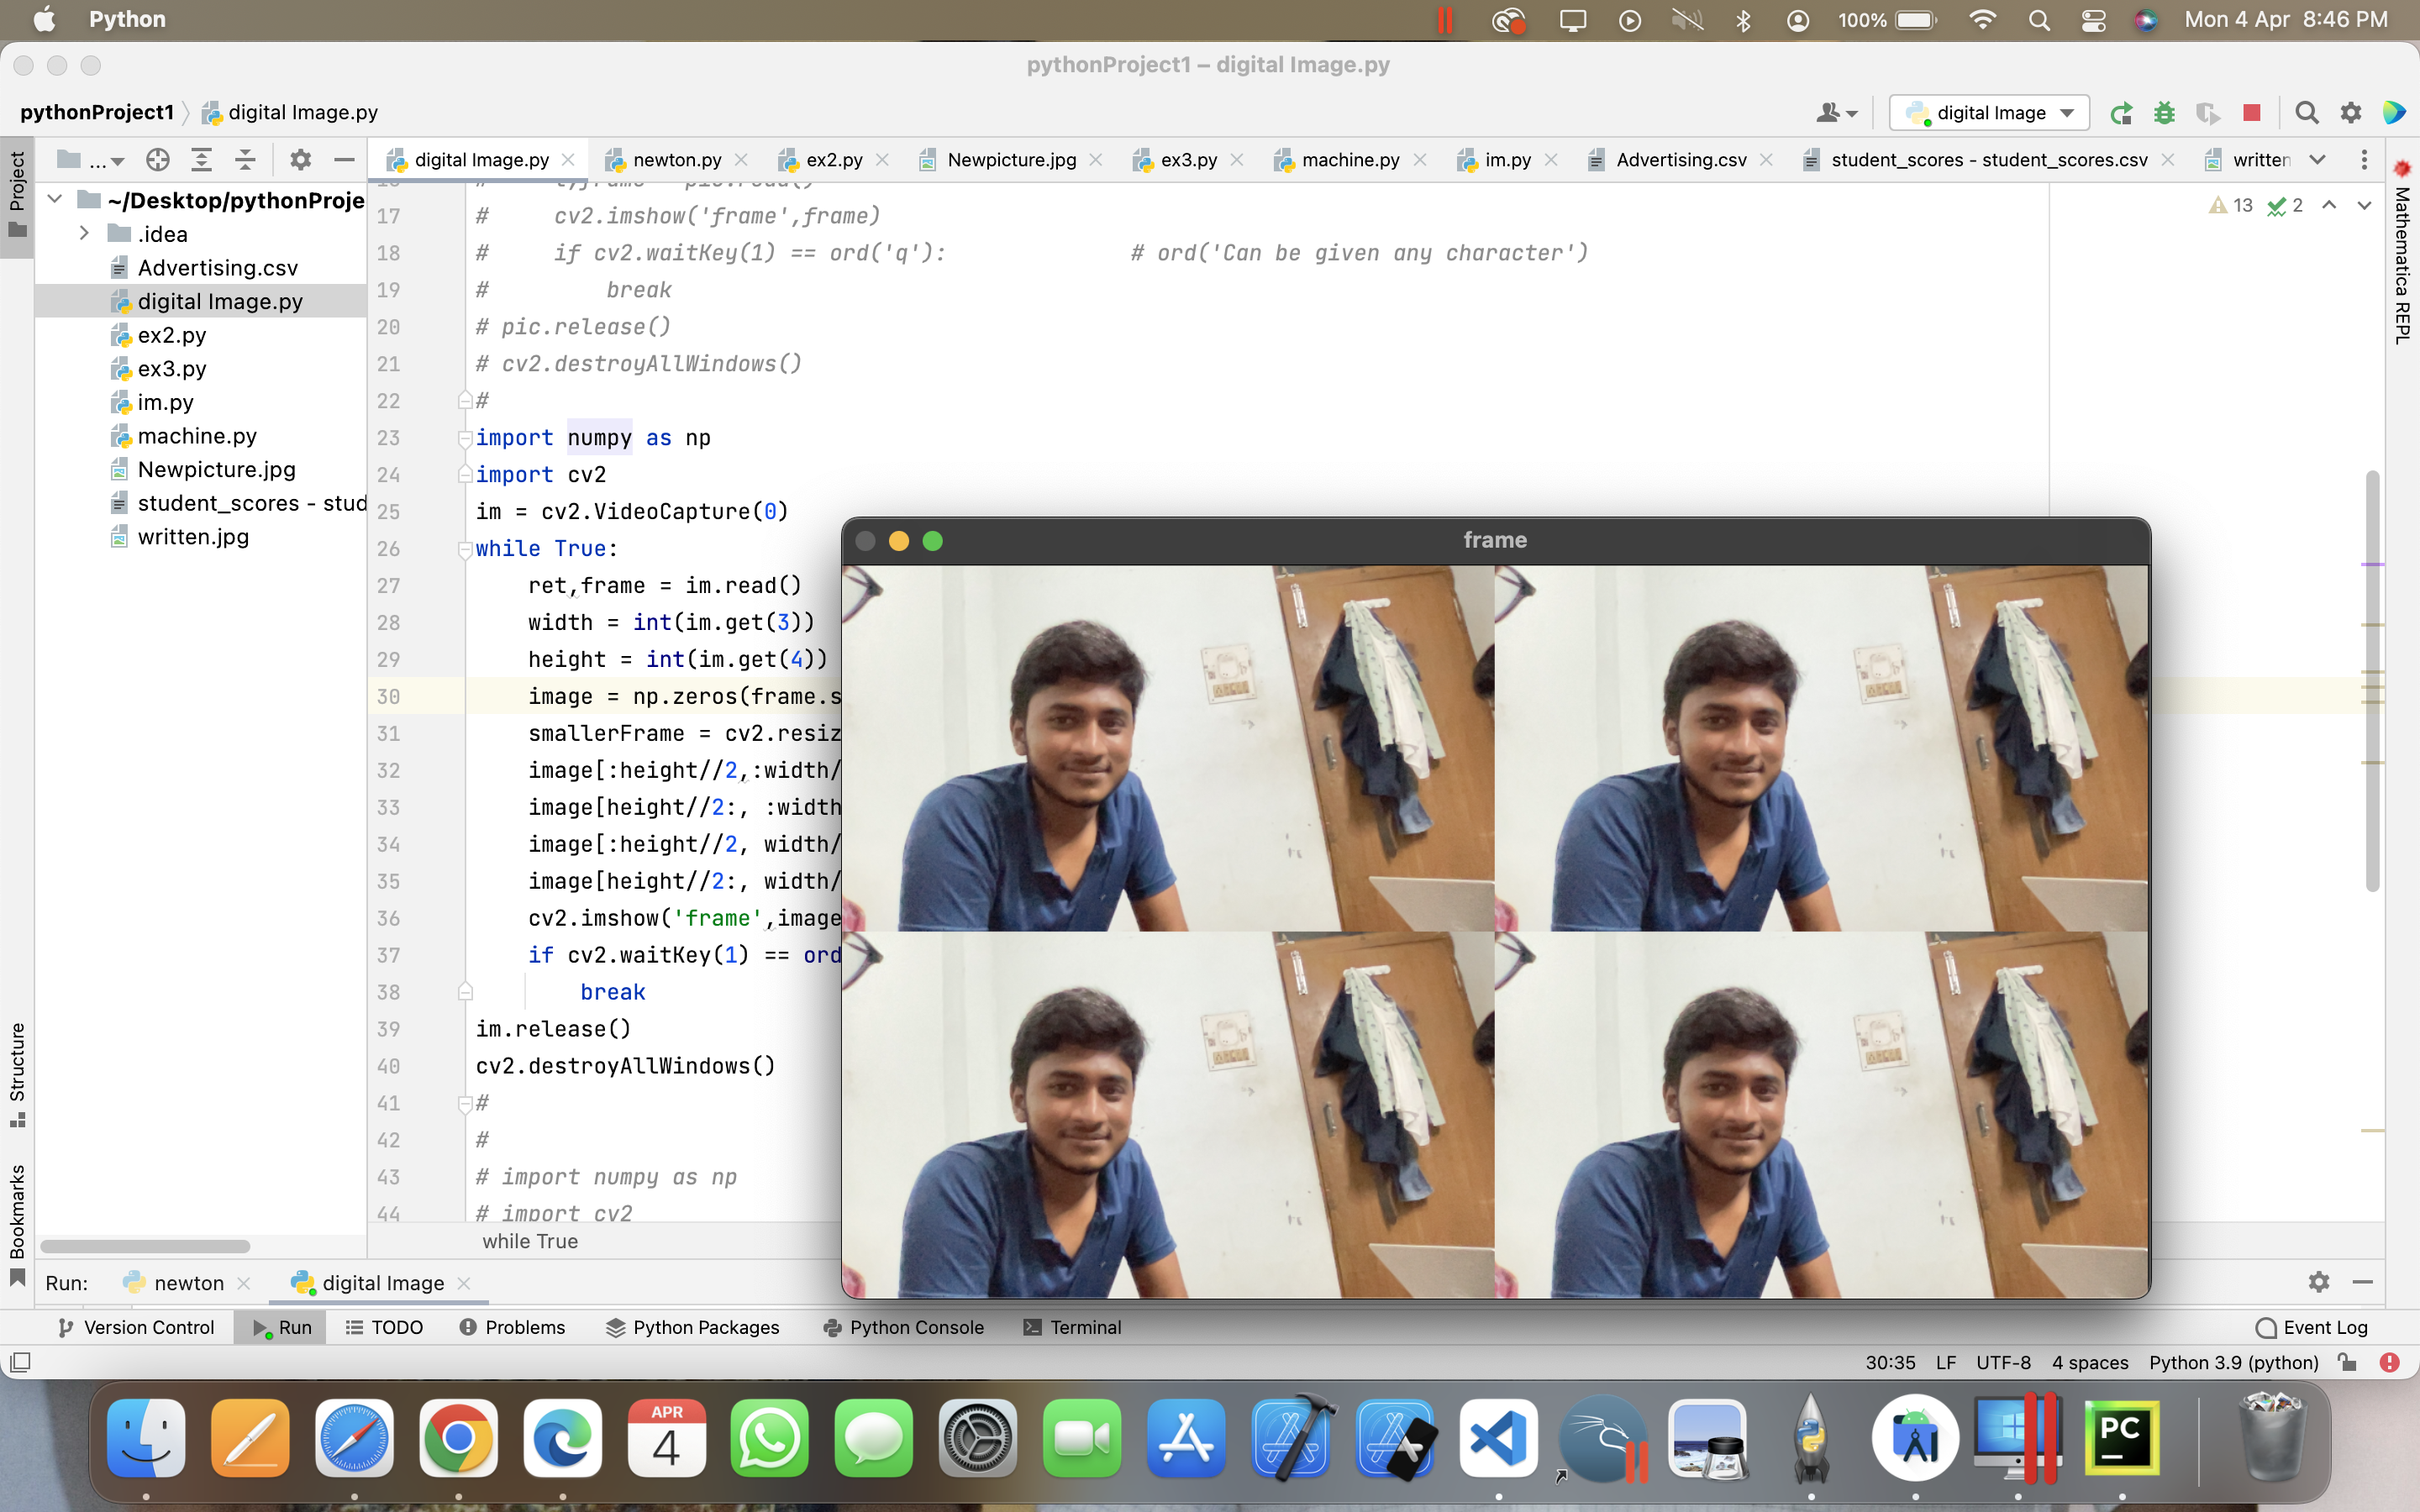 Python
100%
Mon 4 Apr 8:46 PM
pythonProject1 – digital Image.py
pythonProject1 digital Image.py
digital Image
Project
...
digital Image.py
newton.py
ex2.py
Newpicture.jpg
ex3.py
machine.py
im.py
Advertising.csv
student_scores - student_scores.csv
written
~/Desktop/pythonProje
.idea
Advertising.csv
digital Image.py
ex2.py
ex3.py
im.py
machine.py
Newpicture.jpg
student_scores - stud
written.jpg
13 2
Mathematica REPL
17 # cv2.imshow('frame',frame)
18 # if cv2.waitKey(1) == ord('q'): # ord('Can be given any character')
19 # break
20 # pic.release()
21 # cv2.destroyAllWindows()
22 #
23 import numpy as np
24 import cv2
25 im = cv2.VideoCapture(0)
26 while True:
27 ret,frame = im.read()
28 width = int(im.get(3))
29 height = int(im.get(4))
30 image = np.zeros(frame.s
31 smallerFrame = cv2.resiz
32 image[:height//2,:width/
33 image[height//2:, :width
34 image[:height//2, width/
35 image[height//2:, width/
36 cv2.imshow('frame',image
37 if cv2.waitKey(1) == ord
38 break
39 im.release()
40 cv2.destroyAllWindows()
41 #
42 #
43 # import numpy as np
44 # import cv2
while True
frame
Structure
Bookmarks
Run: newton digital Image
Version Control Run TODO Problems Python Packages Python Console Terminal Event Log
30:35 LF UTF-8 4 spaces Python 3.9 (python)
APR
4
PC